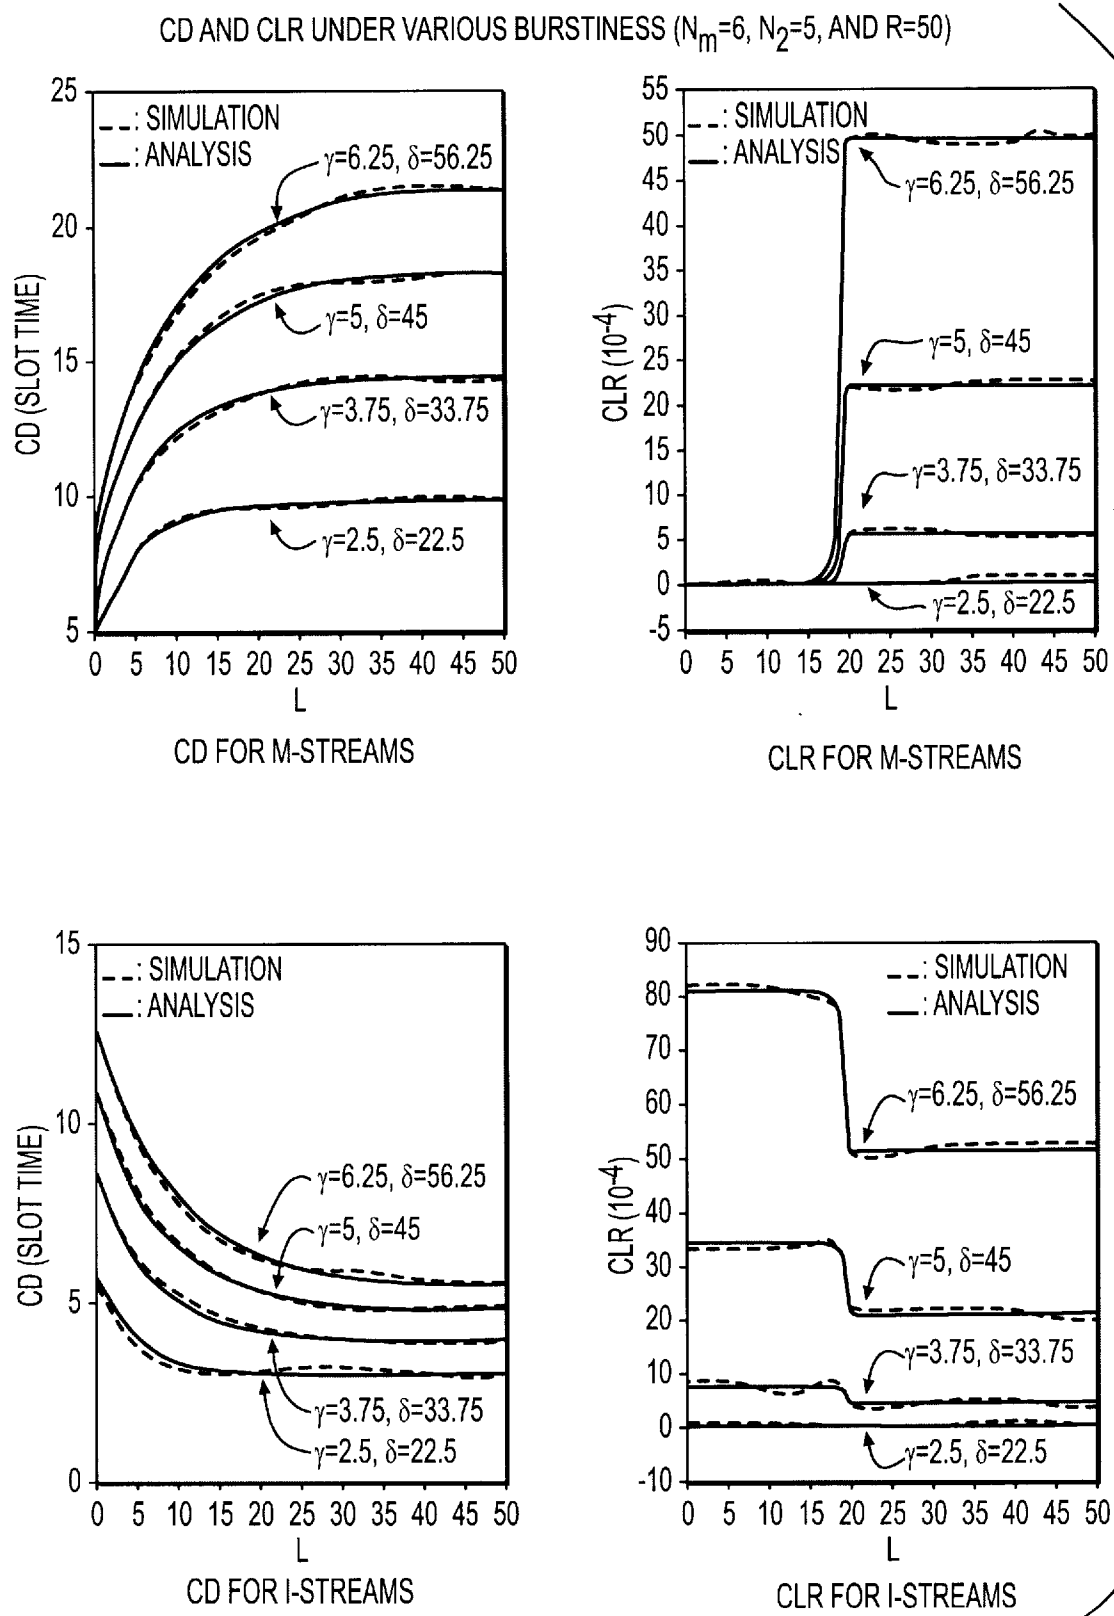 CD AND CLR UNDER VARIOUS BURSTINESS (Nm=6, N2=5, AND R=50)
CD (SLOT TIME)
25
20
15
10
5
--: SIMULATION
—: ANALYSIS
γ=6.25, δ=56.25
γ=5, δ=45
γ=3.75, δ=33.75
γ=2.5, δ=22.5
0 5 10 15 20 25 30 35 40 45 50
L
CD FOR M-STREAMS
CLR (10-4)
55
50
45
40
35
30
25
20
15
10
5
0
-5
--: SIMULATION
—: ANALYSIS
γ=6.25, δ=56.25
γ=5, δ=45
γ=3.75, δ=33.75
γ=2.5, δ=22.5
0 5 10 15 20 25 30 35 40 45 50
L
CLR FOR M-STREAMS
CD (SLOT TIME)
15
10
5
0
--: SIMULATION
—: ANALYSIS
γ=6.25, δ=56.25
γ=5, δ=45
γ=3.75, δ=33.75
γ=2.5, δ=22.5
0 5 10 15 20 25 30 35 40 45 50
L
CD FOR I-STREAMS
CLR (10-4)
90
80
70
60
50
40
30
20
10
0
-10
--: SIMULATION
—: ANALYSIS
γ=6.25, δ=56.25
γ=5, δ=45
γ=3.75, δ=33.75
γ=2.5, δ=22.5
0 5 10 15 20 25 30 35 40 45 50
L
CLR FOR I-STREAMS